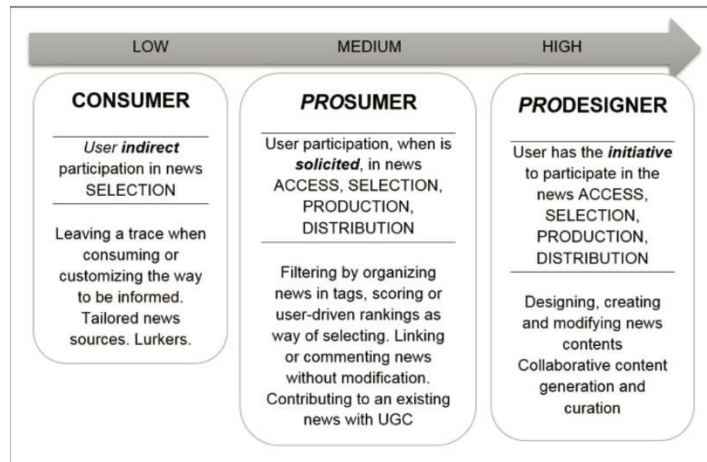 LOW
MEDIUM
HIGH
CONSUMER
User indirect
participation in news
SELECTION
Leaving a trace when
consuming or
customizing the way
to be informed.
Tailored news
sources. Lurkers.
PROSUMER
User participation, when is
solicited, in news
ACCESS, SELECTION,
PRODUCTION,
DISTRIBUTION
Filtering by organizing
news in tags, scoring or
user-driven rankings as
way of selecting. Linking
or commenting news
without modification.
Contributing to an existing
news with UGC
PRODESIGNER
User has the initiative
to participate in the
news ACCESS,
SELECTION,
PRODUCTION,
DISTRIBUTION
Designing, creating
and modifying news
contents
Collaborative content
generation and
curation